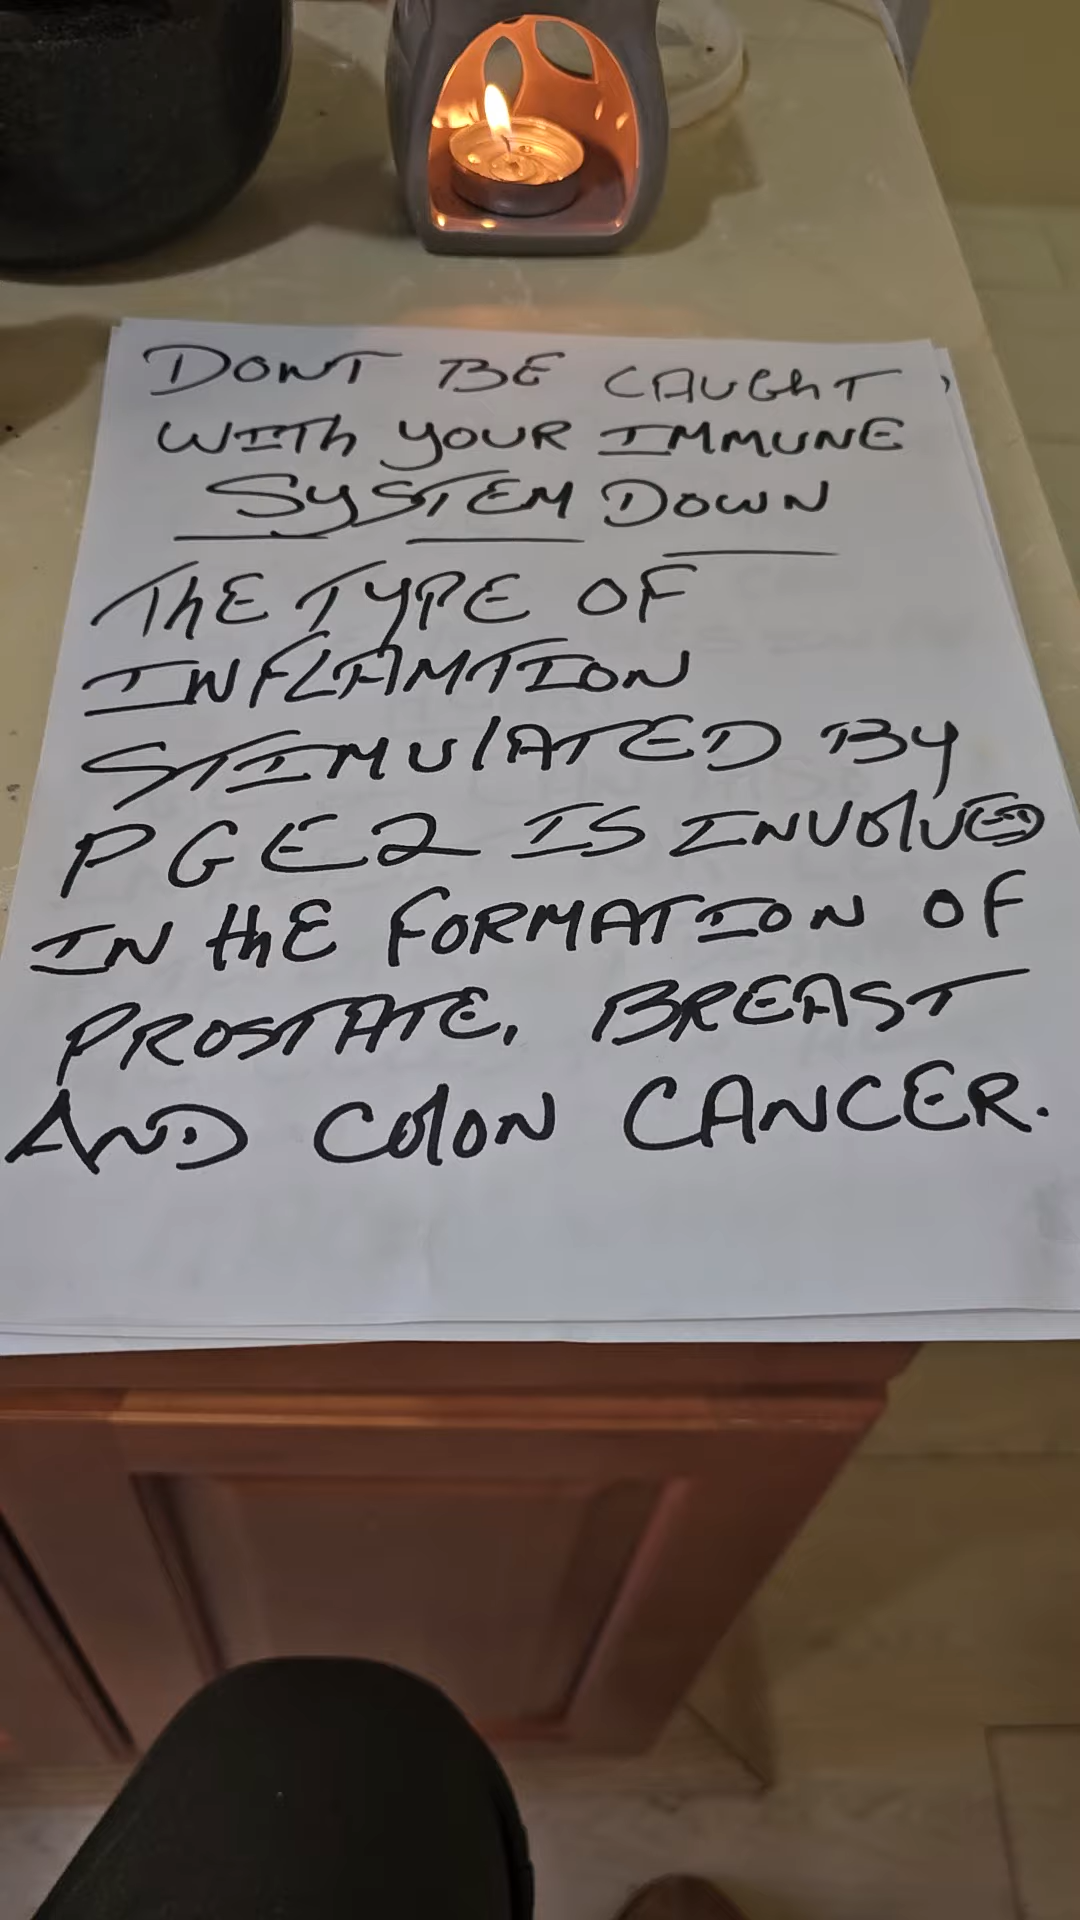 DONT BE CAUGHT
WITH YOUR IMMUNE
SYSTEM DOWN
THE TYPE OF
INFLAMTION
STIMULATED BY
PGE2 IS INVOLVED
IN THE FORMATION OF
PROSTATE, BREAST
AND COLON CANCER.